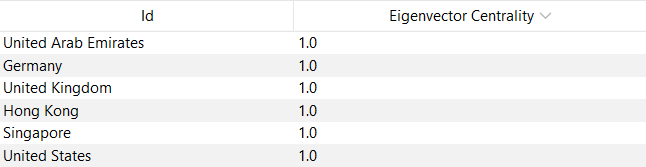 Id Eigenvector Centrality
United Arab Emirates 1.0
Germany 1.0
United Kingdom 1.0
Hong Kong 1.0
Singapore 1.0
United States 1.0